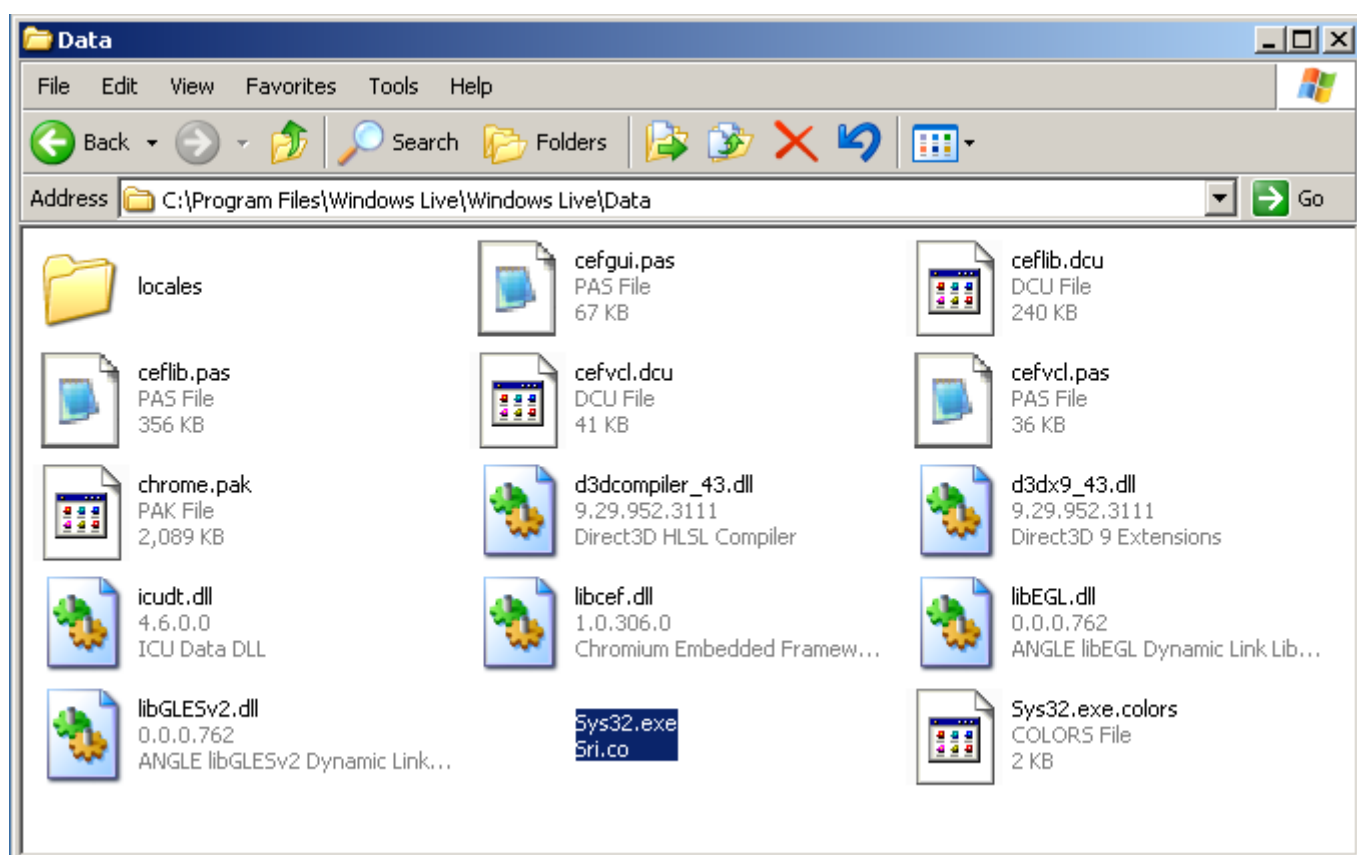 Data
File Edit View Favorites Tools Help
Back Search Folders
Address C:\Program Files\Windows Live\Windows Live\Data Go
locales
cefgui.pas
PAS File
67 KB
ceflib.dcu
DCU File
240 KB
ceflib.pas
PAS File
356 KB
cefvcl.dcu
DCU File
41 KB
cefvcl.pas
PAS File
36 KB
chrome.pak
PAK File
2,089 KB
d3dcompiler_43.dll
9.29.952.3111
Direct3D HLSL Compiler
d3dx9_43.dll
9.29.952.3111
Direct3D 9 Extensions
icudt.dll
4.6.0.0
ICU Data DLL
libcef.dll
1.0.306.0
Chromium Embedded Framew...
libEGL.dll
0.0.0.762
ANGLE libEGL Dynamic Link Lib...
libGLESv2.dll
0.0.0.762
ANGLE libGLESv2 Dynamic Link...
Sys32.exe
Sri.co
Sys32.exe.colors
COLORS File
2 KB